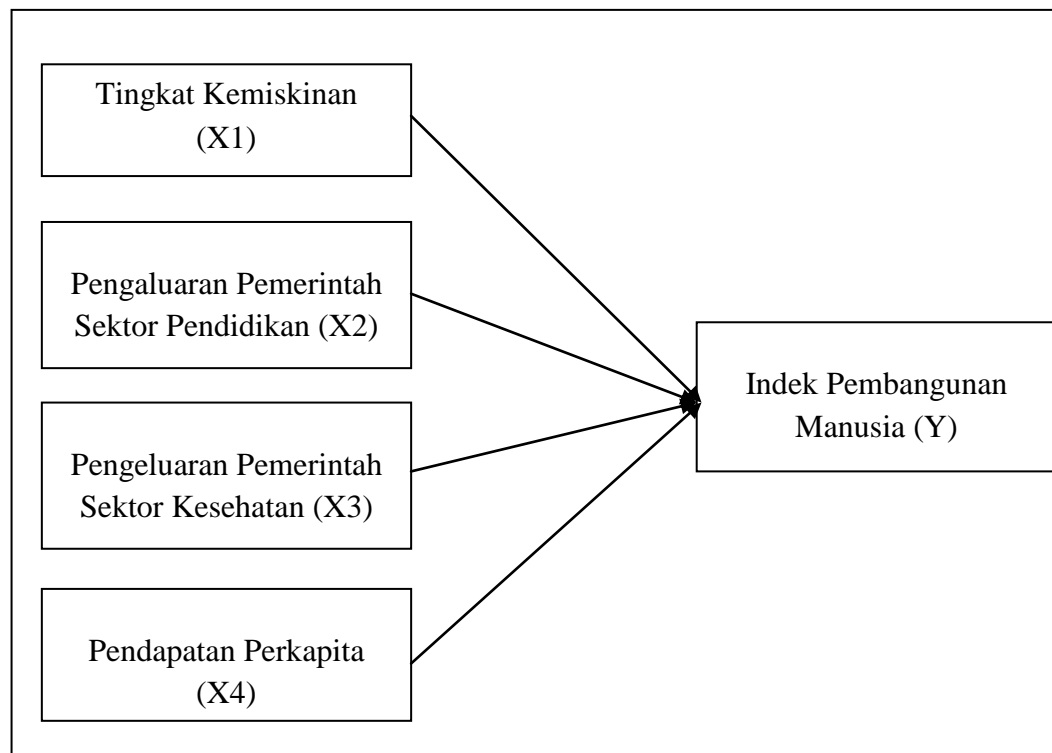 Tingkat Kemiskinan
(X1)
Pengaluaran Pemerintah
Sektor Pendidikan (X2)
Pengeluaran Pemerintah
Sektor Kesehatan (X3)
Pendapatan Perkapita
(X4)
Indek Pembangunan
Manusia (Y)